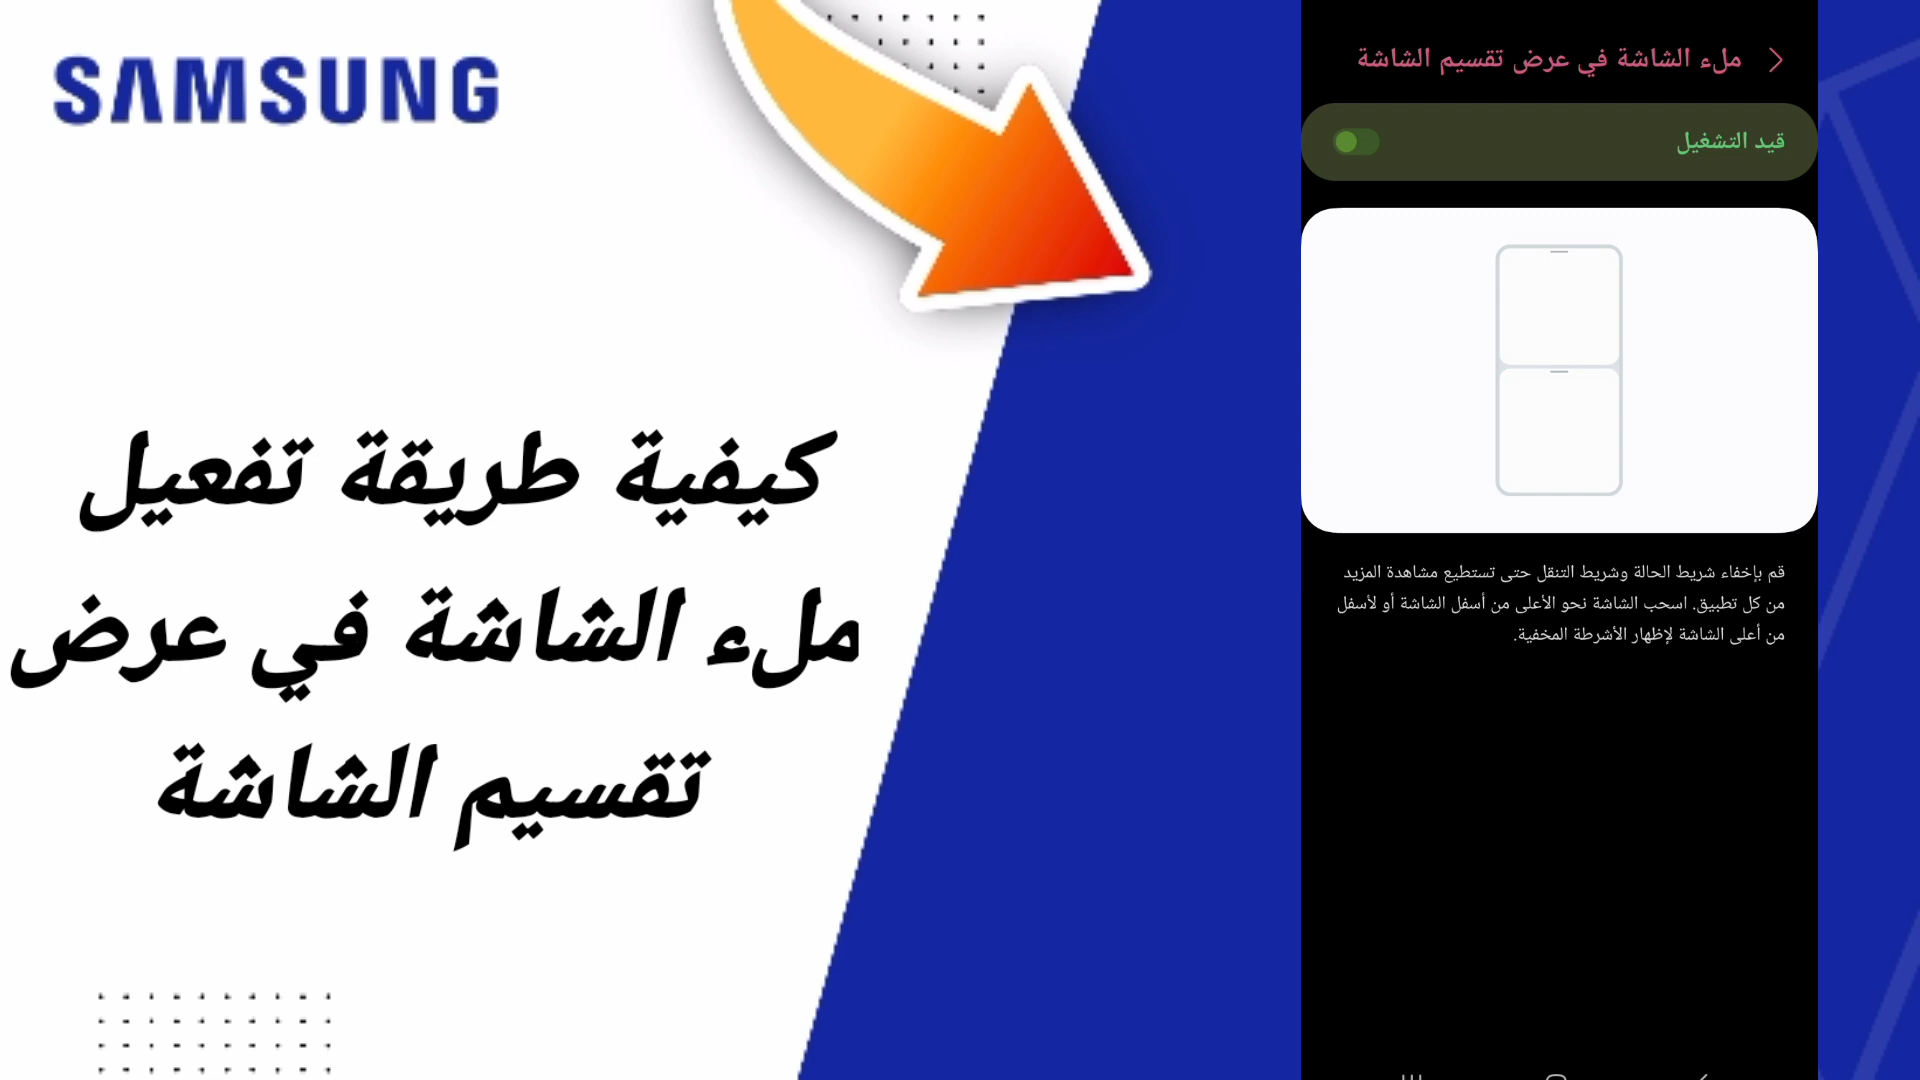 SAMSUNG
كيفية طريقة تفعيل
ملء الشاشة في عرض
تقسيم الشاشة
ملء الشاشة في عرض تقسيم الشاشة
قيد التشغيل
قم بإخفاء شريط الحالة وشريط التنقل حتى تستطيع مشاهدة المزيد
من كل تطبيق. اسحب الشاشة نحو الأعلى من أسفل الشاشة أو لأسفل
من أعلى الشاشة لإظهار الأشرطة المخفية.